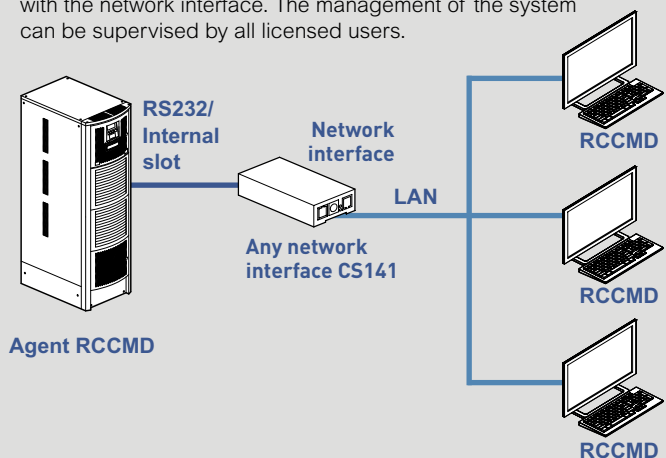 with the network interface. The management of the system
can be supervised by all licensed users.
RS232/
Internal
slot
Network
interface
LAN
Any network
interface CS141
Agent RCCMD
RCCMD
RCCMD
RCCMD